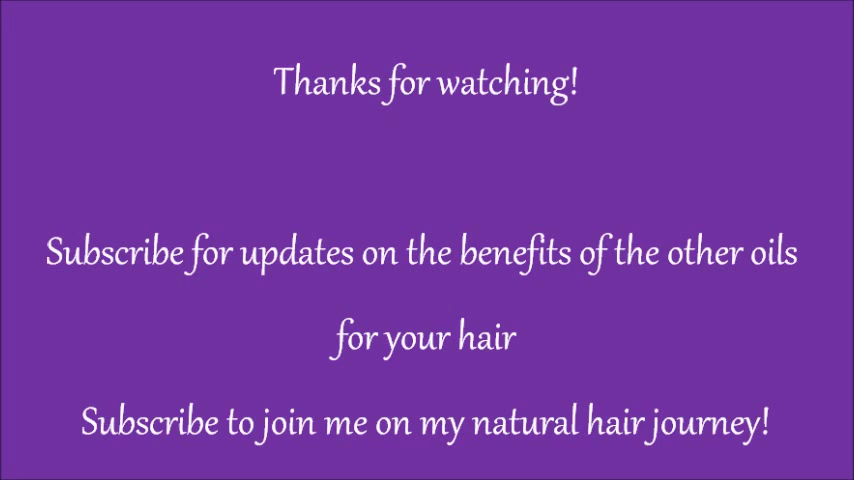 Thanks for watching!
Subscribe for updates on the benefits of the other oils
for your hair
Subscribe to join me on my natural hair journey!